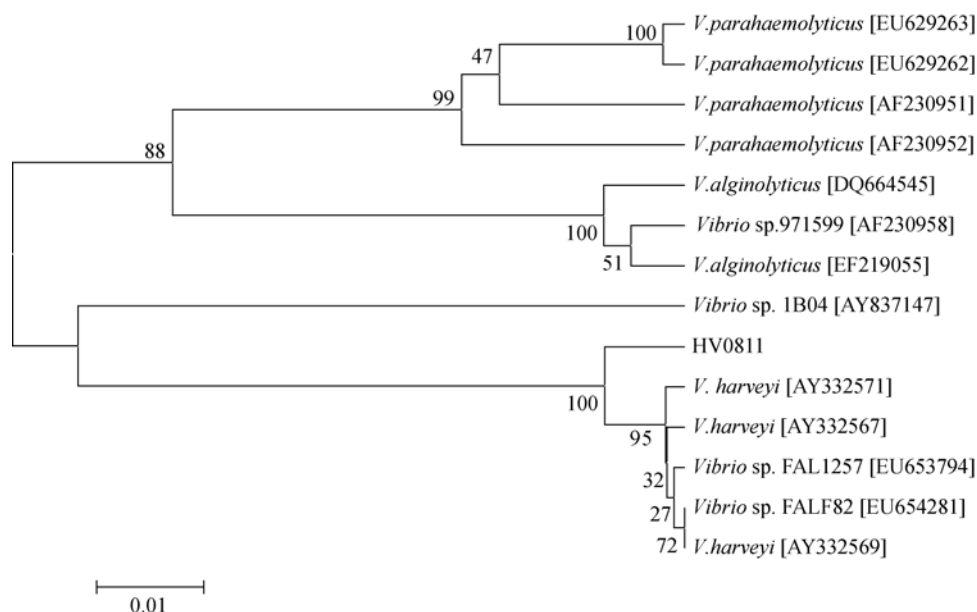 V.parahaemolyticus [EU629263]
100
V.parahaemolyticus [EU629262]
47
V.parahaemolyticus [AF230951]
99
V.parahaemolyticus [AF230952]
88
V.alginolyticus [DQ664545]
100
Vibrio sp.971599 [AF230958]
51
V.alginolyticus [EF219055]
Vibrio sp. 1B04 [AY837147]
HV0811
100
V. harveyi [AY332571]
95
V.harveyi [AY332567]
32
Vibrio sp. FAL1257 [EU653794]
27
Vibrio sp. FALF82 [EU654281]
72
V.harveyi [AY332569]
0.01